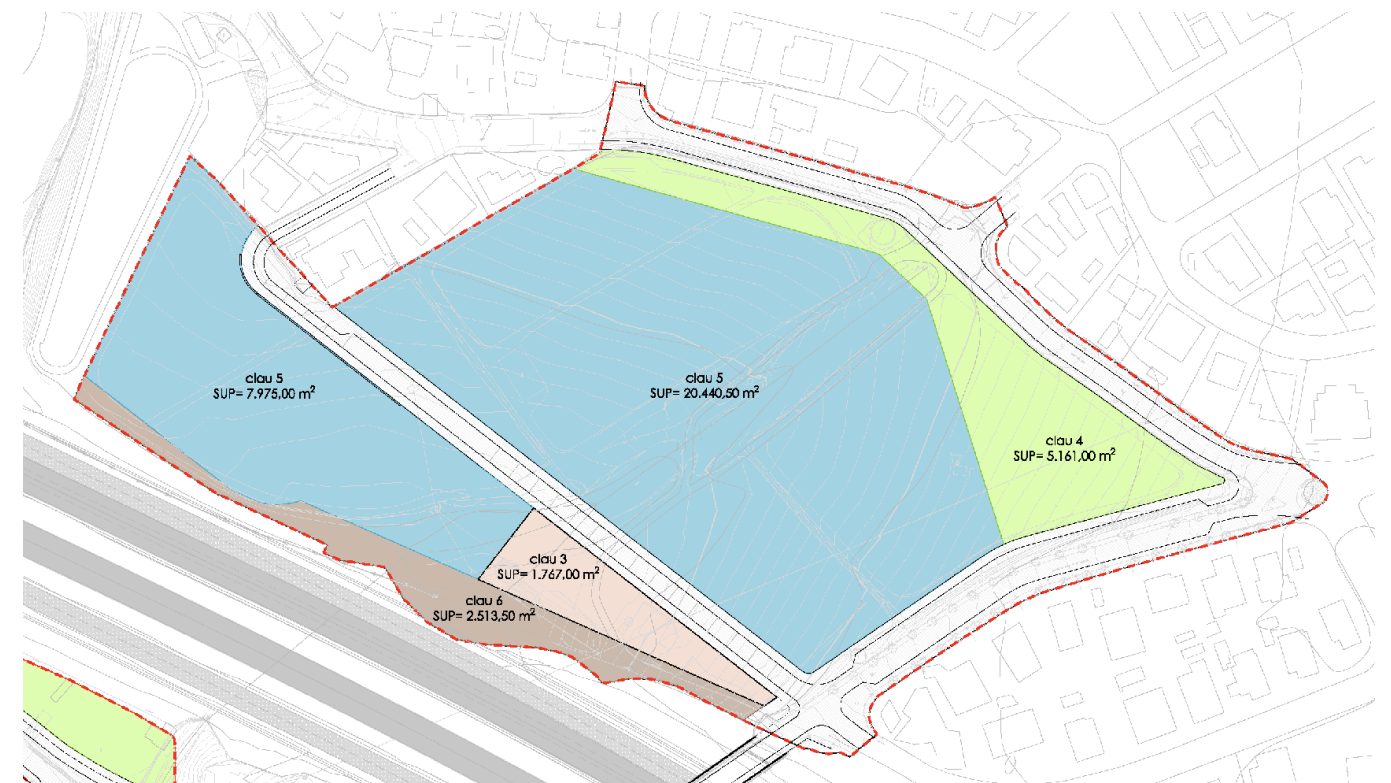 clau 5
SUP= 7.975,00 m²
clau 5
SUP= 20.440,50 m²
clau 4
SUP= 5.161,00 m²
clau 3
SUP= 1.767,00 m²
clau 6
SUP= 2.513,50 m²